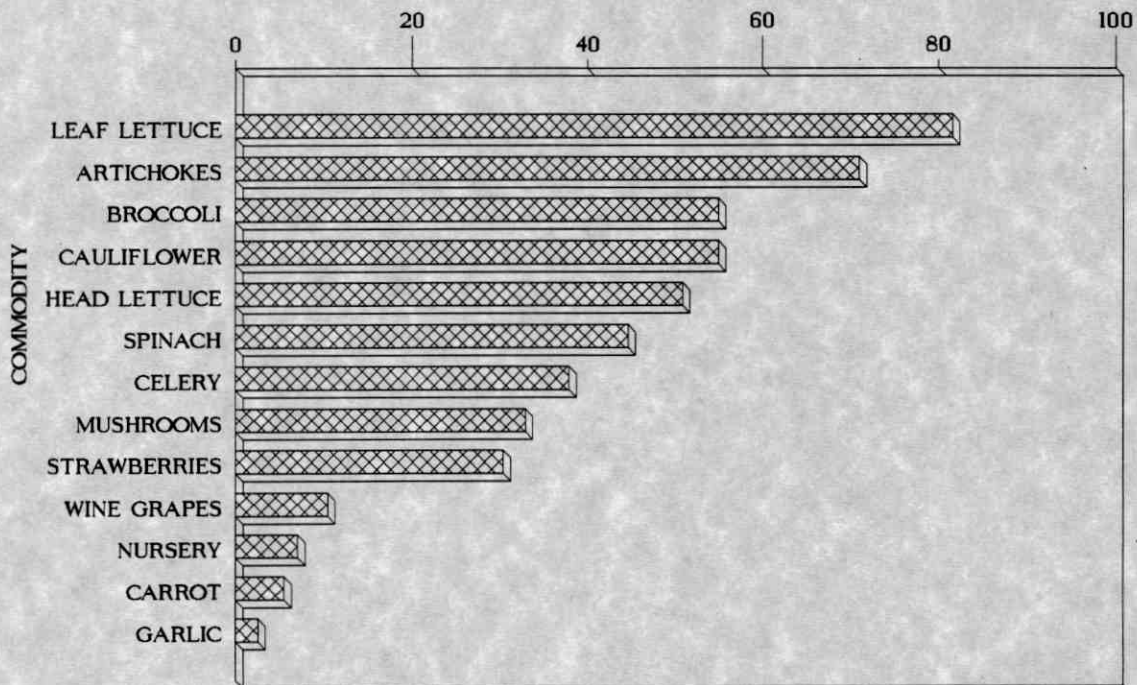 20
60
100
0
40
80
COMMODITY
LEAF LETTUCE
ARTICHOKES
BROCCOLI
CAULIFLOWER
HEAD LETTUCE
SPINACH
CELERY
MUSHROOMS
STRAWBERRIES
WINE GRAPES
NURSERY
CARROT
GARLIC